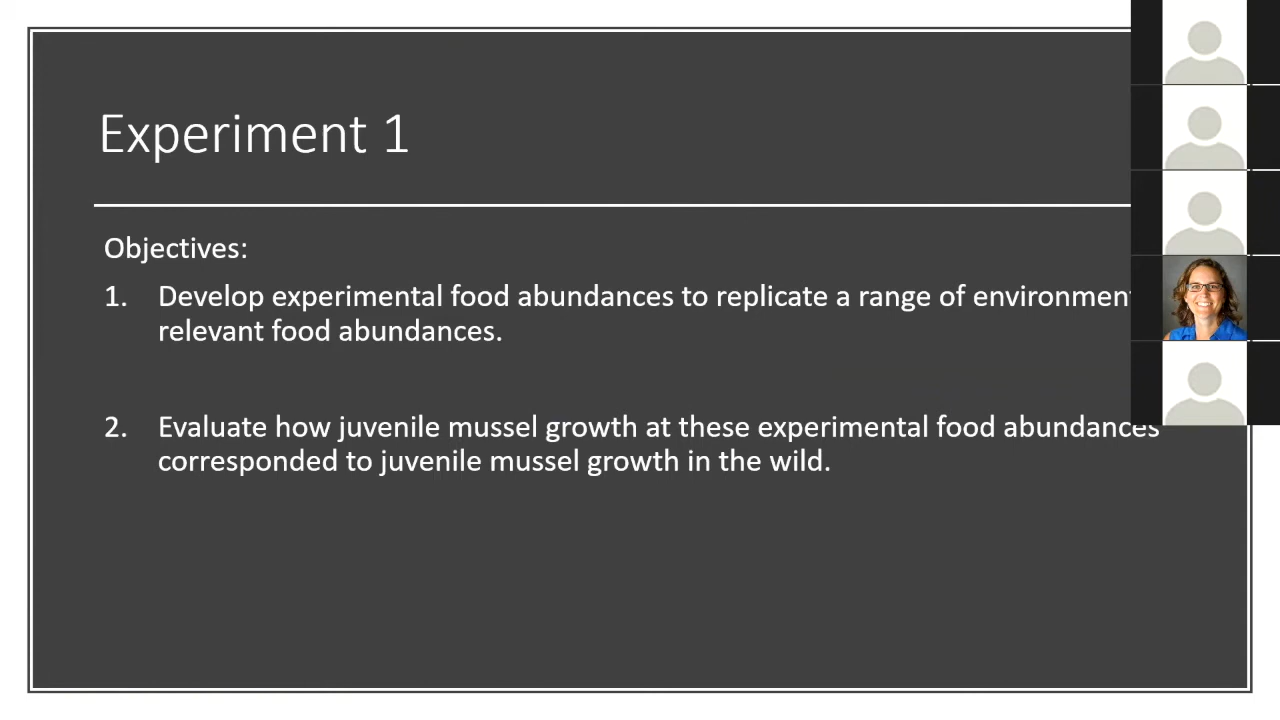 Experiment 1
Objectives:
1. Develop experimental food abundances to replicate a range of
relevant food abundances.
2. Evaluate how juvenile mussel growth at these experimental food abundances
corresponded to juvenile mussel growth in the wild.